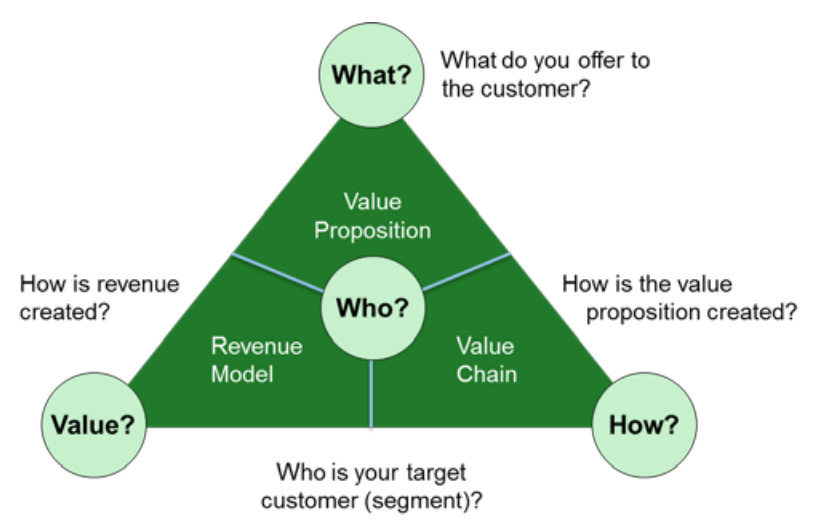 What?
What do you offer to
the customer?
Value
Proposition
How is revenue
created?
Who?
How is the value
proposition created?
Revenue
Model
Value
Chain
Value?
How?
Who is your target
customer (segment)?